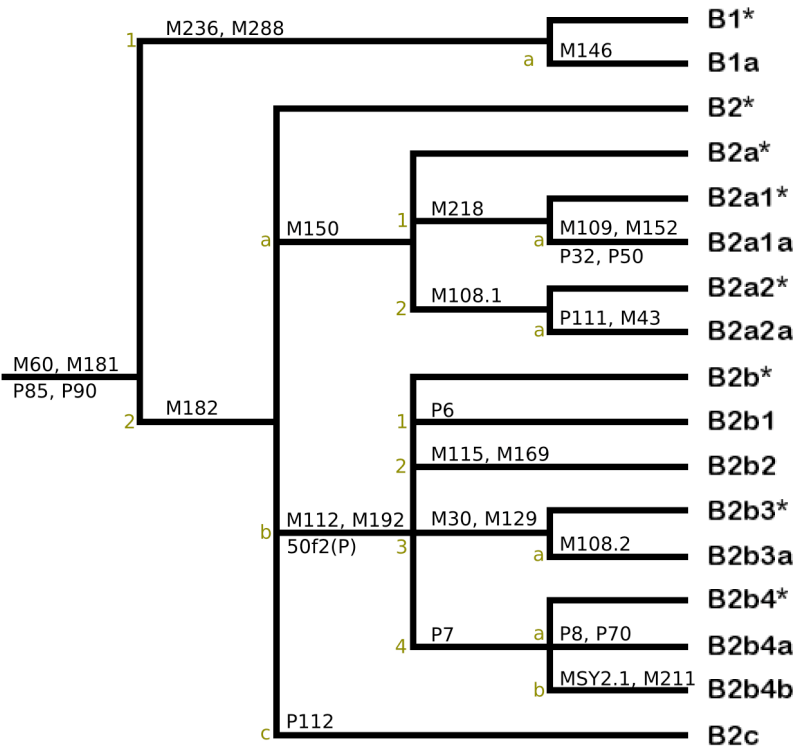 M236, M288
B1*
1
M146
a
B1a
B2*
B2a*
M218
B2a1*
1
M150
M109, M152
a
a
B2a1a
P32, P50
M108.1
B2a2*
2
P111, M43
a
B2a2a
M60, M181
P85, P90
B2b*
M182
P6
2
1
B2b1
M115, M169
2
B2b2
B2b3*
M112, M192
M30, M129
b
50f2(P)
3
M108.2
a
B2b3a
B2b4*
P7
a
P8, P70
4
B2b4a
MSY2.1, M211
b
B2b4b
P112
c
B2c